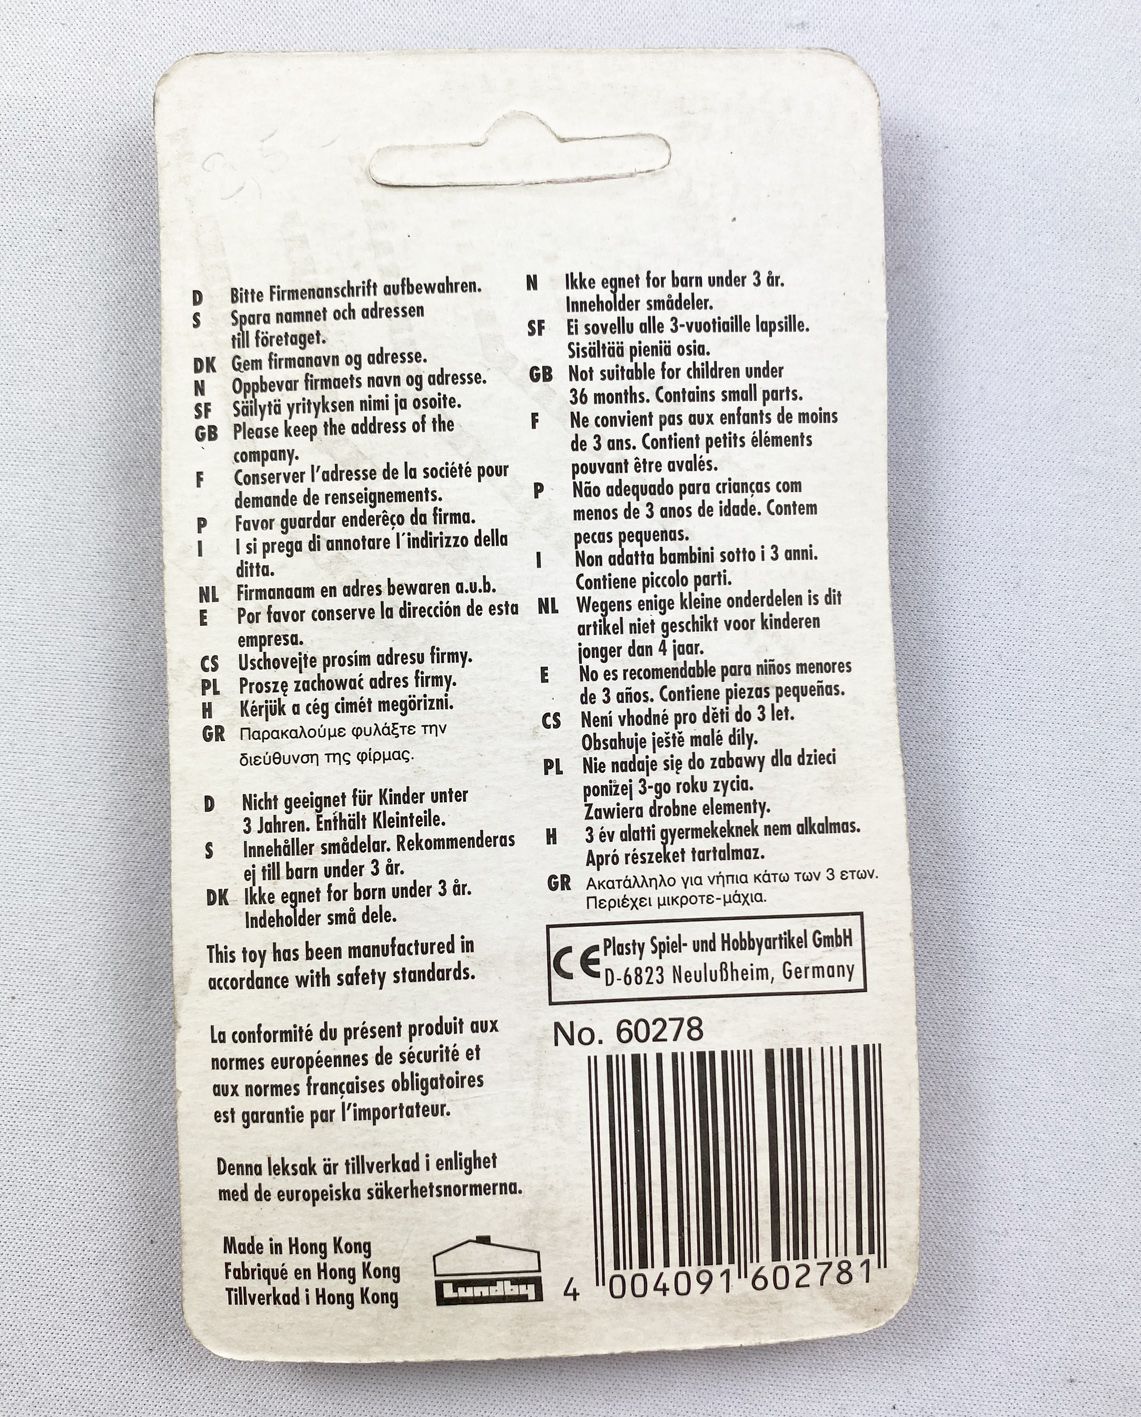 D Bitte Firmenanschrift aufbewahren.
S Spara namnet och adressen
till företaget.
DK Gem firmanavn og adresse.
N Oppbevar firmaets navn og adresse.
SF Säilytä yrityksen nimi ja osoite.
GB Please keep the address of the
company.
F Conserver l'adresse de la société pour
demande de renseignements.
P Favor guardar enderêço da firma.
I I si prega di annotare l´indirizzo della
ditta.
NL Firmanaam en adres bewaren a.u.b.
E Por favor conserve la dirección de esta
empresa.
CS Uschovejte prosím adresu firmy.
PL Proszę zachować adres firmy.
H Kérjük a cég cimét megörizni.
GR Παρακαλούμε φυλάξτε την
διεύθυνση της φίρμας.
D Nicht geeignet für Kinder unter
3 Jahren. Enthält Kleinteile.
S Innehåller smådelar. Rekommenderas
ej till barn under 3 år.
DK Ikke egnet for børn under 3 år.
Indeholder små dele.
This toy has been manufactured in
accordance with safety standards.
La conformité du présent produit aux
normes européennes de sécurité et
aux normes françaises obligatoires
est garantie par l'importateur.
Denna leksak är tillverkad i enlighet
med de europeiska säkerhetsnormerna.
Made in Hong Kong
Fabriqué en Hong Kong
Tillverkad i Hong Kong
Lundby
N Ikke egnet for barn under 3 år.
Inneholder smådeler.
SF Ei sovellu alle 3-vuotiaille lapsille.
Sisältää pieniä osia.
GB Not suitable for children under
36 months. Contains small parts.
F Ne convient pas aux enfants de moins
de 3 ans. Contient petits éléments
pouvant être avalés.
P Não adequado para crianças com
menos de 3 anos de idade. Contem
pecas pequenas.
I Non adatta bambini sotto i 3 anni.
Contiene piccolo parti.
NL Wegens enige kleine onderdelen is dit
artikel niet geschikt voor kinderen
jonger dan 4 jaar.
E No es recomendable para niños menores
de 3 años. Contiene piezas pequeñas.
CS Není vhodné pro děti do 3 let.
Obsahuje ještě malé díly.
PL Nie nadaje się do zabawy dla dzieci
poniżej 3-go roku zycia.
Zawiera drobne elementy.
H 3 év alatti gyermekeknek nem alkalmas.
Apró részeket tartalmaz.
GR Ακατάλληλο για νήπια κάτω των 3 ετων.
Περιέχει μικροτε-μάχια.
CE Plasty Spiel- und Hobbyartikel GmbH
D-6823 Neulußheim, Germany
No. 60278
4 004091 602781